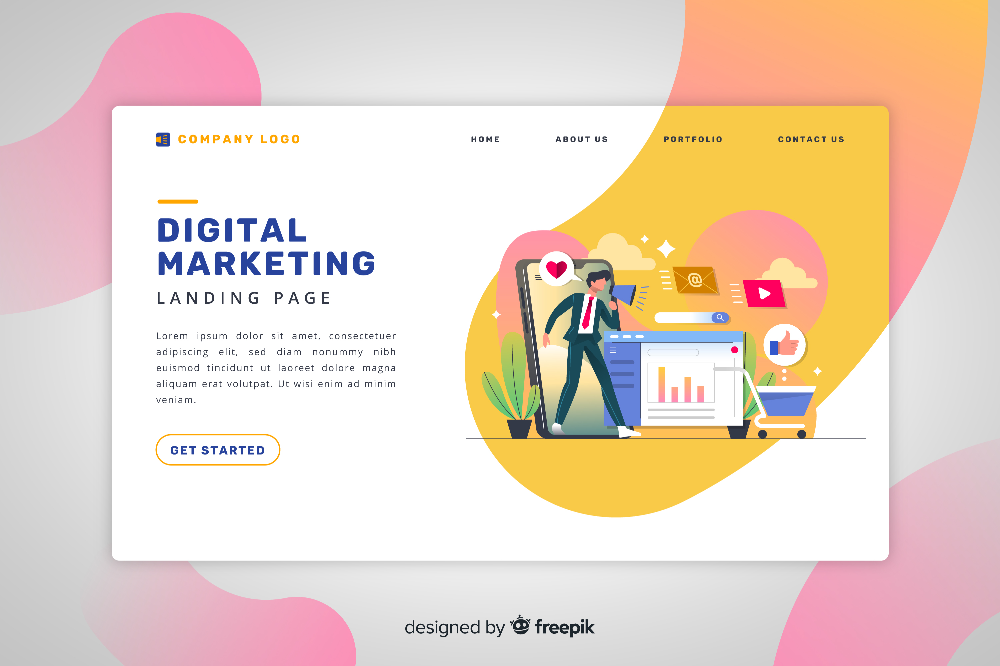 COMPANY LOGO
HOME
ABOUT US
PORTFOLIO
CONTACT US
DIGITAL
MARKETING
LANDING PAGE
Lorem ipsum dolor sit amet, consectetuer
adipiscing elit, sed diam nonummy nibh
euismod tincidunt ut laoreet dolore magna
aliquam erat volutpat. Ut wisi enim ad minim
veniam.
@
GET STARTED
designed by freepik